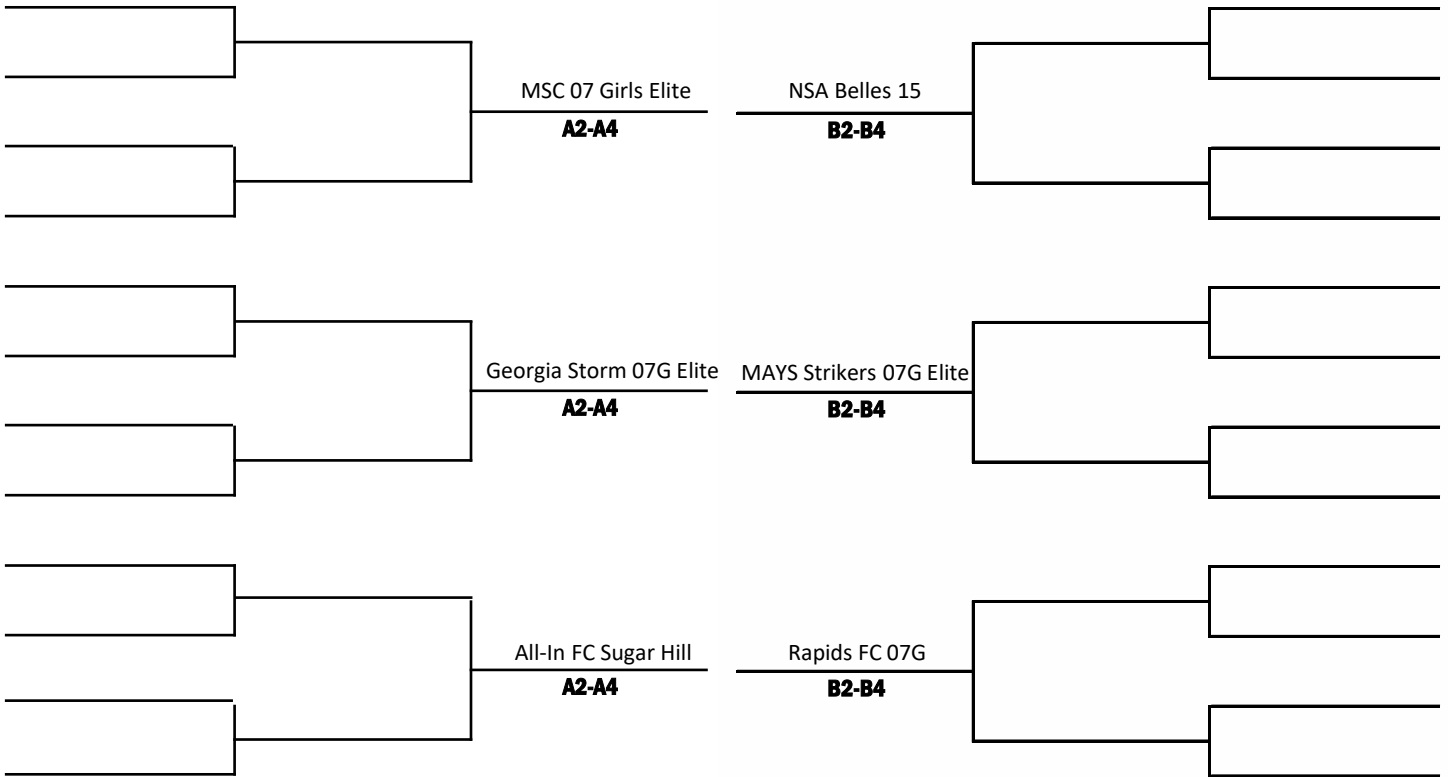 MSC 07 Girls Elite
A2-A4
NSA Belles 15
B2-B4
Georgia Storm 07G Elite
A2-A4
MAYS Strikers 07G Elite
B2-B4
All-In FC Sugar Hill
A2-A4
Rapids FC 07G
B2-B4